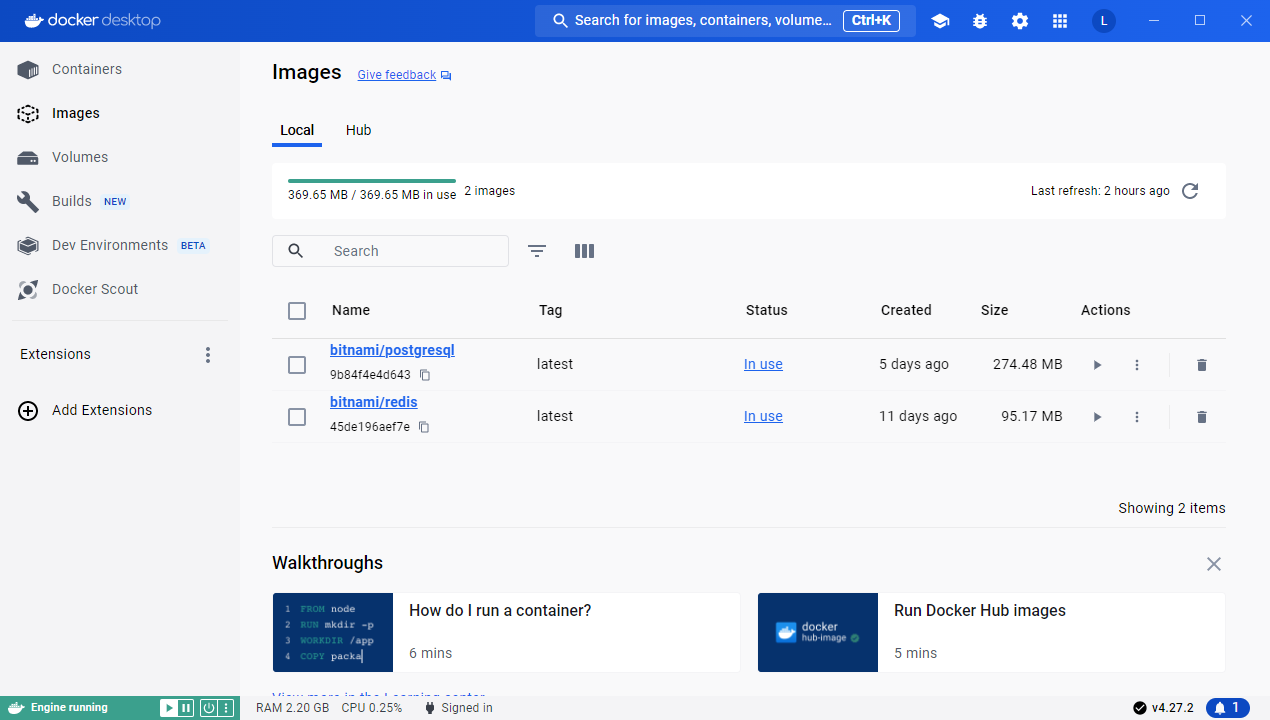 docker desktop
Search for images, containers, volume... Ctrl+K
L
Containers
Images
Volumes
Builds NEW
Dev Environments BETA
Docker Scout
Extensions
Add Extensions
Images Give feedback
Local Hub
369.65 MB / 369.65 MB in use 2 images
Last refresh: 2 hours ago
Search
Name Tag Status Created Size Actions
bitnami/postgresql
9b84f4e4d643
latest In use 5 days ago 274.48 MB
bitnami/redis
45de196aef7e
latest In use 11 days ago 95.17 MB
Showing 2 items
Walkthroughs
1 FROM node
2 RUN mkdir -p
3 WORKDIR /app
4 COPY packa
How do I run a container?
6 mins
docker
hub-image
Run Docker Hub images
5 mins
View more in the Learning center
Engine running
RAM 2.20 GB CPU 0.25% Signed in
v4.27.2
1